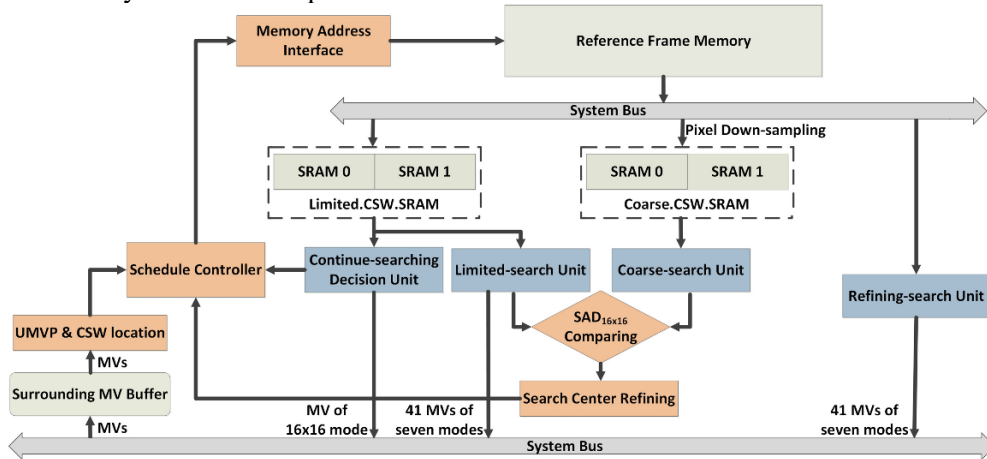 Memory Address
Interface
Reference Frame Memory
System Bus
Pixel Down-sampling
SRAM 0
SRAM 1
Limited.CSW.SRAM
SRAM 0
SRAM 1
Coarse.CSW.SRAM
Schedule Controller
Continue-searching
Decision Unit
Limited-search Unit
Coarse-search Unit
Refining-search Unit
UMVP & CSW location
SAD16x16
Comparing
MVs
Surrounding MV Buffer
Search Center Refining
MVs
MV of
16x16 mode
41 MVs of
seven modes
41 MVs of
seven modes
System Bus